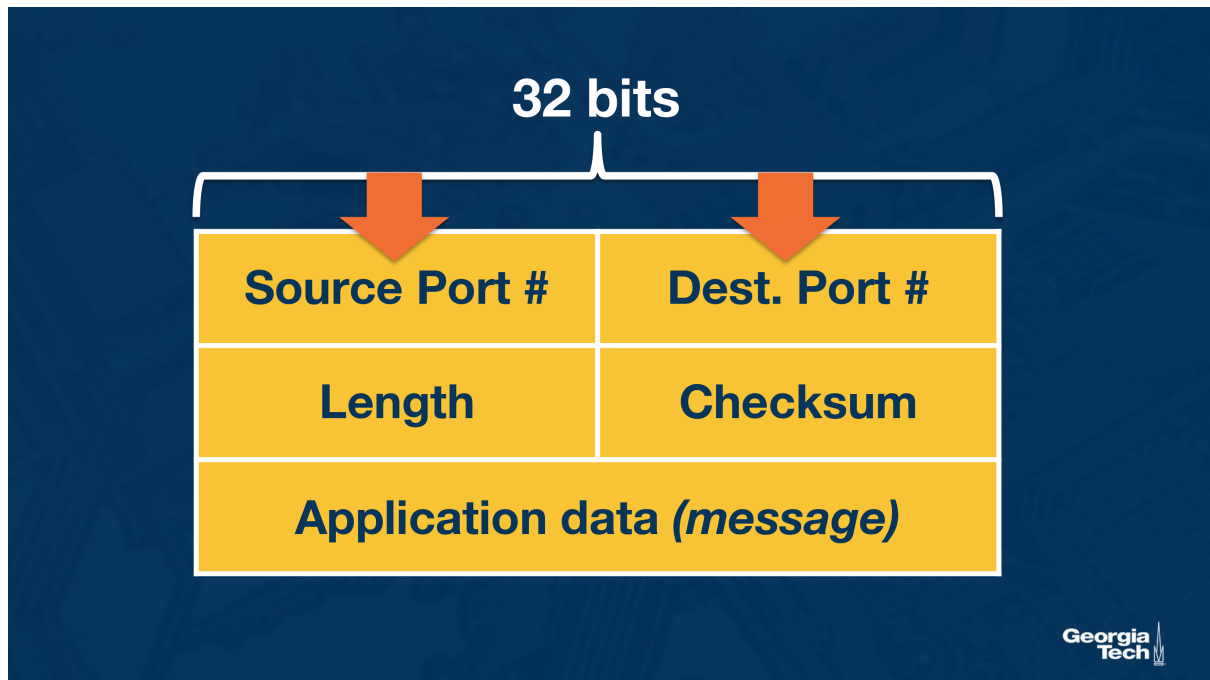 32 bits
Source Port # Dest. Port #
Length Checksum
Application data (message)
Georgia
Tech